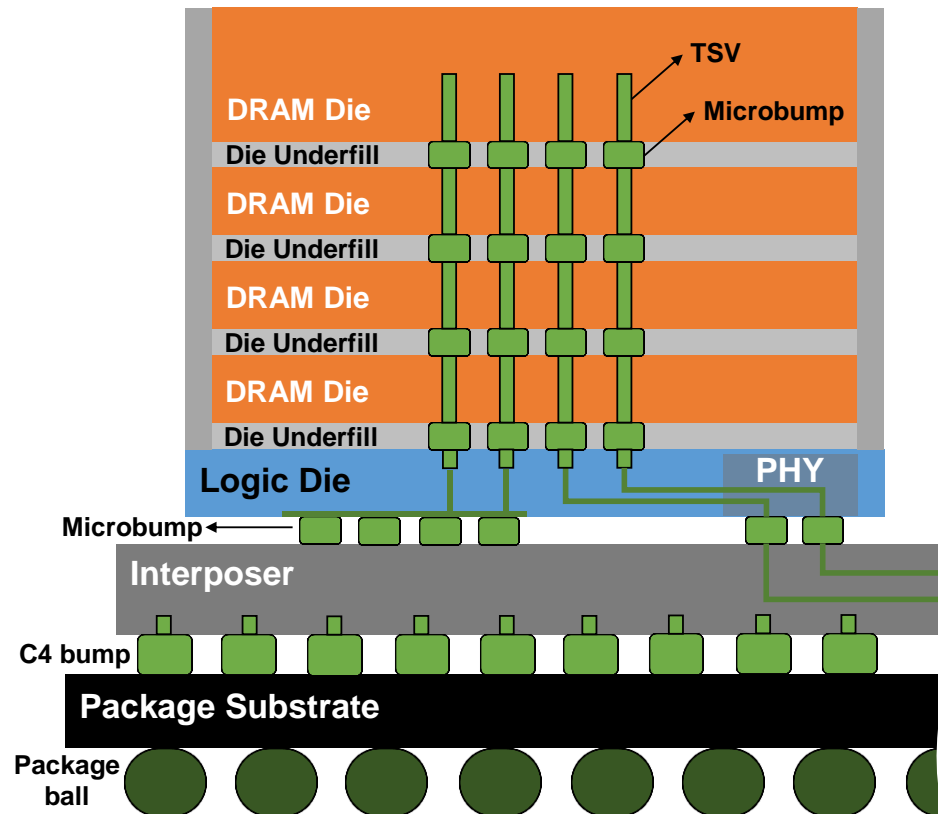 TSV
DRAM Die
Microbump
Die Underfill
DRAM Die
Die Underfill
DRAM Die
Die Underfill
DRAM Die
Die Underfill
Logic Die
PHY
Microbump
Interposer
C4 bump
Package Substrate
Package
ball